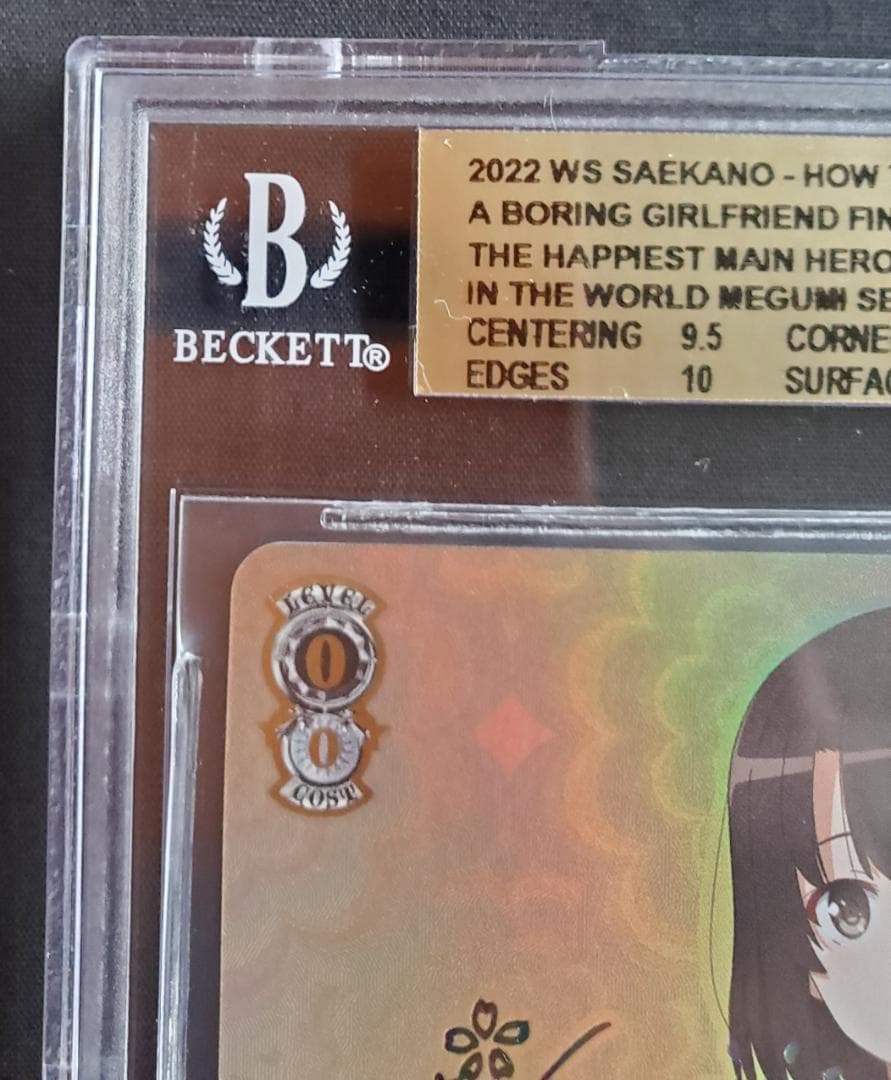 B
BECKETT®
2022 WS SAEKANO - HOW
A BORING GIRLFRIEND FIN
THE HAPPIEST MAIN HERO
IN THE WORLD MEGUMI SE
CENTERING 9.5 CORNE
EDGES 10 SURFAC
LEVEL
0
0
COST